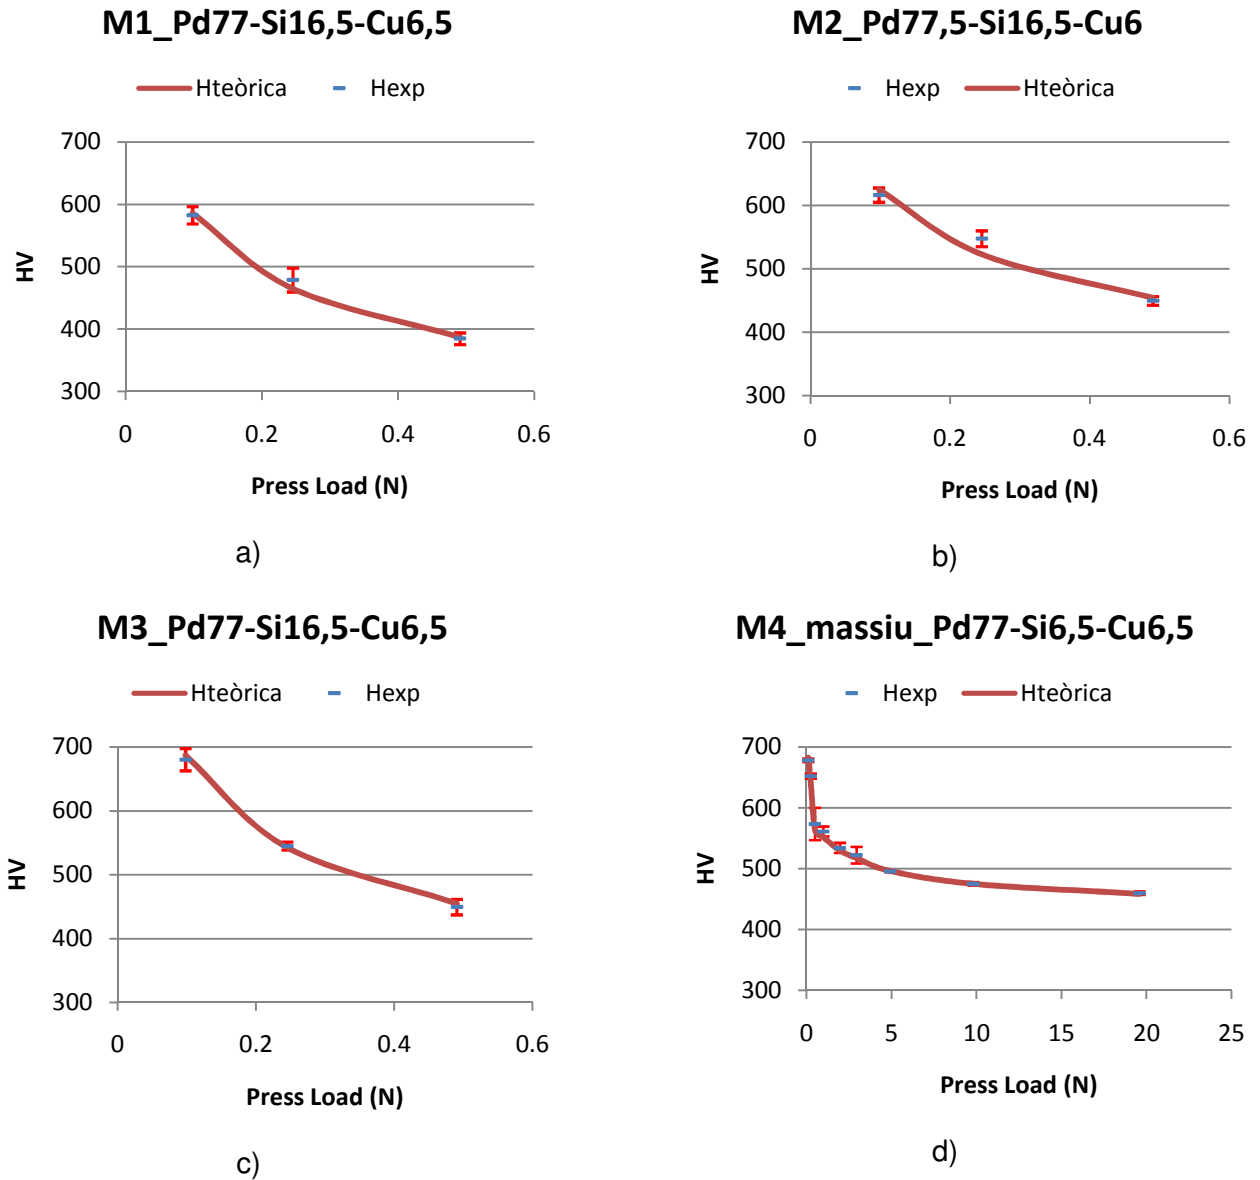 M1_Pd77-Si16,5-Cu6,5
Hteòrica Hexp
700
600
500
400
300
HV
0 0.2 0.4 0.6
Press Load (N)
a)
M2_Pd77,5-Si16,5-Cu6
Hexp Hteòrica
700
600
500
400
300
HV
0 0.2 0.4 0.6
Press Load (N)
b)
M3_Pd77-Si16,5-Cu6,5
Hteòrica Hexp
700
600
500
400
300
HV
0 0.2 0.4 0.6
Press Load (N)
c)
M4_massiu_Pd77-Si6,5-Cu6,5
Hexp Hteòrica
700
600
500
400
300
HV
0 5 10 15 20 25
Press Load (N)
d)